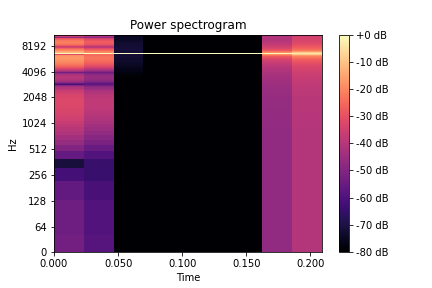 Power spectrogram
Hz
8192
4096
2048
1024
512
256
128
64
0
0.000 0.050 0.100 0.150 0.200
Time
+0 dB
-10 dB
-20 dB
-30 dB
-40 dB
-50 dB
-60 dB
-70 dB
-80 dB